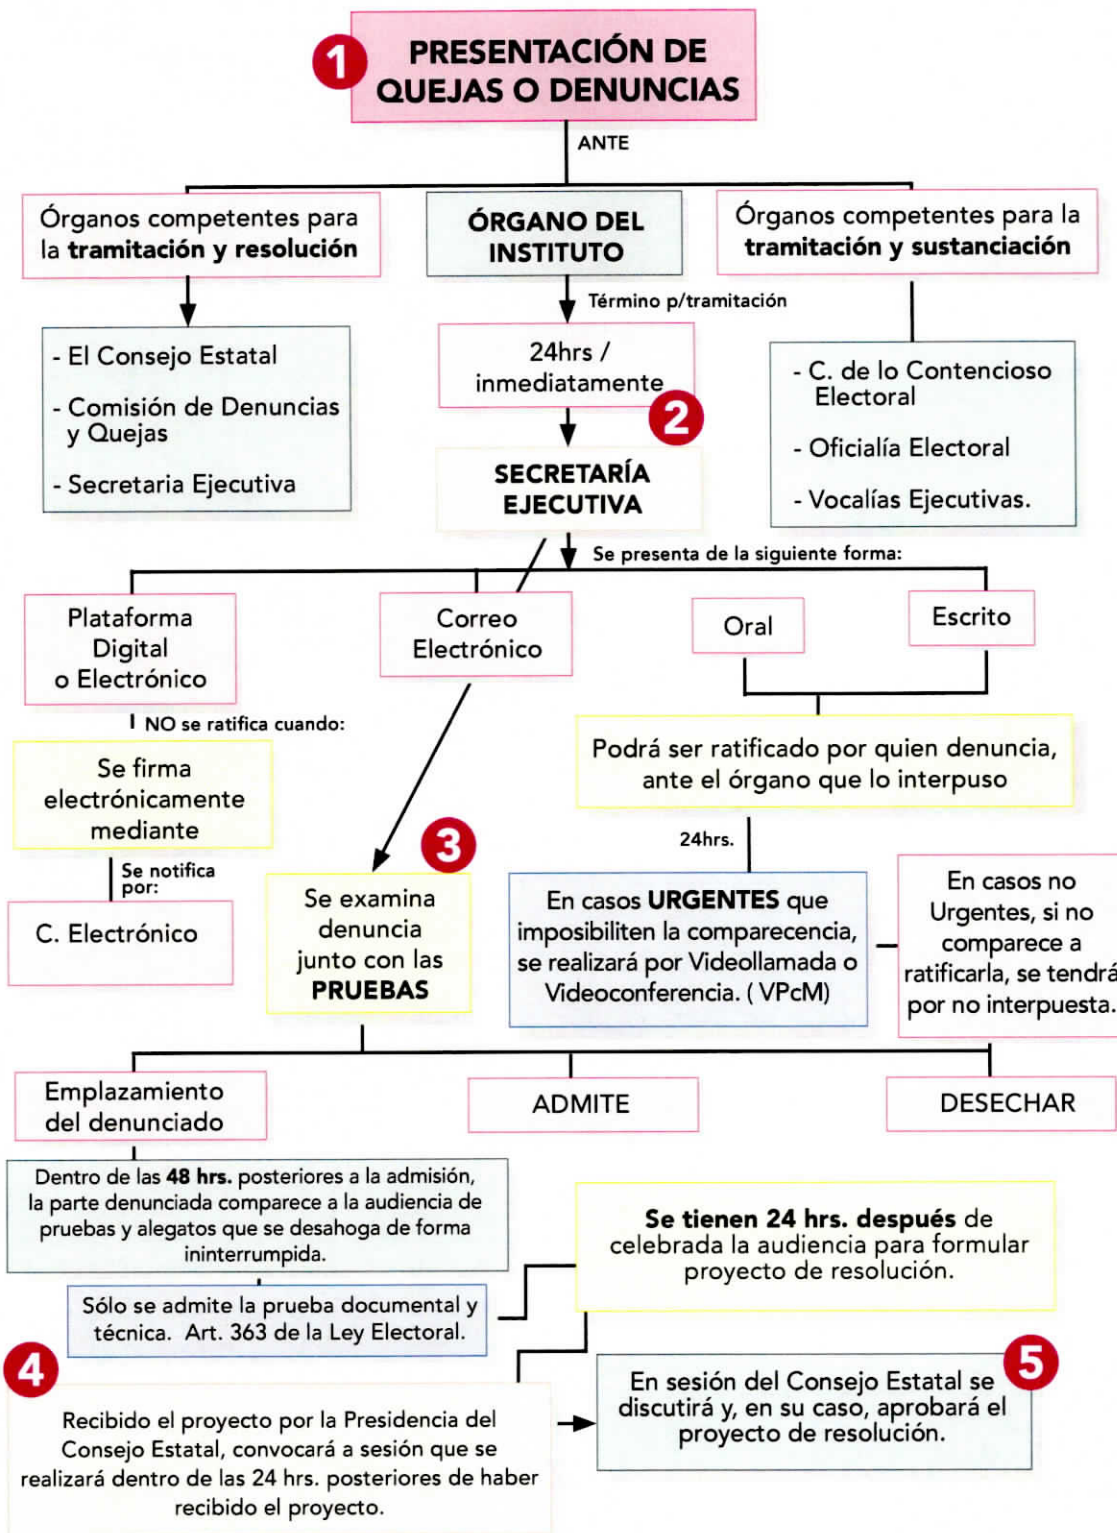 1
PRESENTACIÓN DE
QUEJAS O DENUNCIAS
ANTE
Órganos competentes para
la tramitación y resolución
ÓRGANO DEL
INSTITUTO
Órganos competentes para la
tramitación y sustanciación
Término p/tramitación
- El Consejo Estatal
- Comisión de Denuncias
y Quejas
- Secretaria Ejecutiva
24hrs /
inmediatamente
- C. de lo Contencioso
Electoral
- Oficialía Electoral
- Vocalías Ejecutivas.
2
SECRETARÍA
EJECUTIVA
Se presenta de la siguiente forma:
Plataforma
Digital
o Electrónico
Correo
Electrónico
Oral
Escrito
NO se ratifica cuando:
Se firma
electrónicamente
mediante
Se notifica
por:
C. Electrónico
Podrá ser ratificado por quien denuncia,
ante el órgano que lo interpuso
24hrs.
3
Se examina
denuncia
junto con las
PRUEBAS
En casos URGENTES que
imposibiliten la comparecencia,
se realizará por Videollamada o
Videoconferencia. ( VPcM)
En casos no
Urgentes, si no
comparece a
ratificarla, se tendrá
por no interpuesta.
Emplazamiento
del denunciado
ADMITE
DESECHAR
Dentro de las 48 hrs. posteriores a la admisión,
la parte denunciada comparece a la audiencia de
pruebas y alegatos que se desahoga de forma
ininterrumpida.
Sólo se admite la prueba documental y
técnica. Art. 363 de la Ley Electoral.
Se tienen 24 hrs. después de
celebrada la audiencia para formular
proyecto de resolución.
4
Recibido el proyecto por la Presidencia del
Consejo Estatal, convocará a sesión que se
realizará dentro de las 24 hrs. posteriores de haber
recibido el proyecto.
5
En sesión del Consejo Estatal se
discutirá y, en su caso, aprobará el
proyecto de resolución.